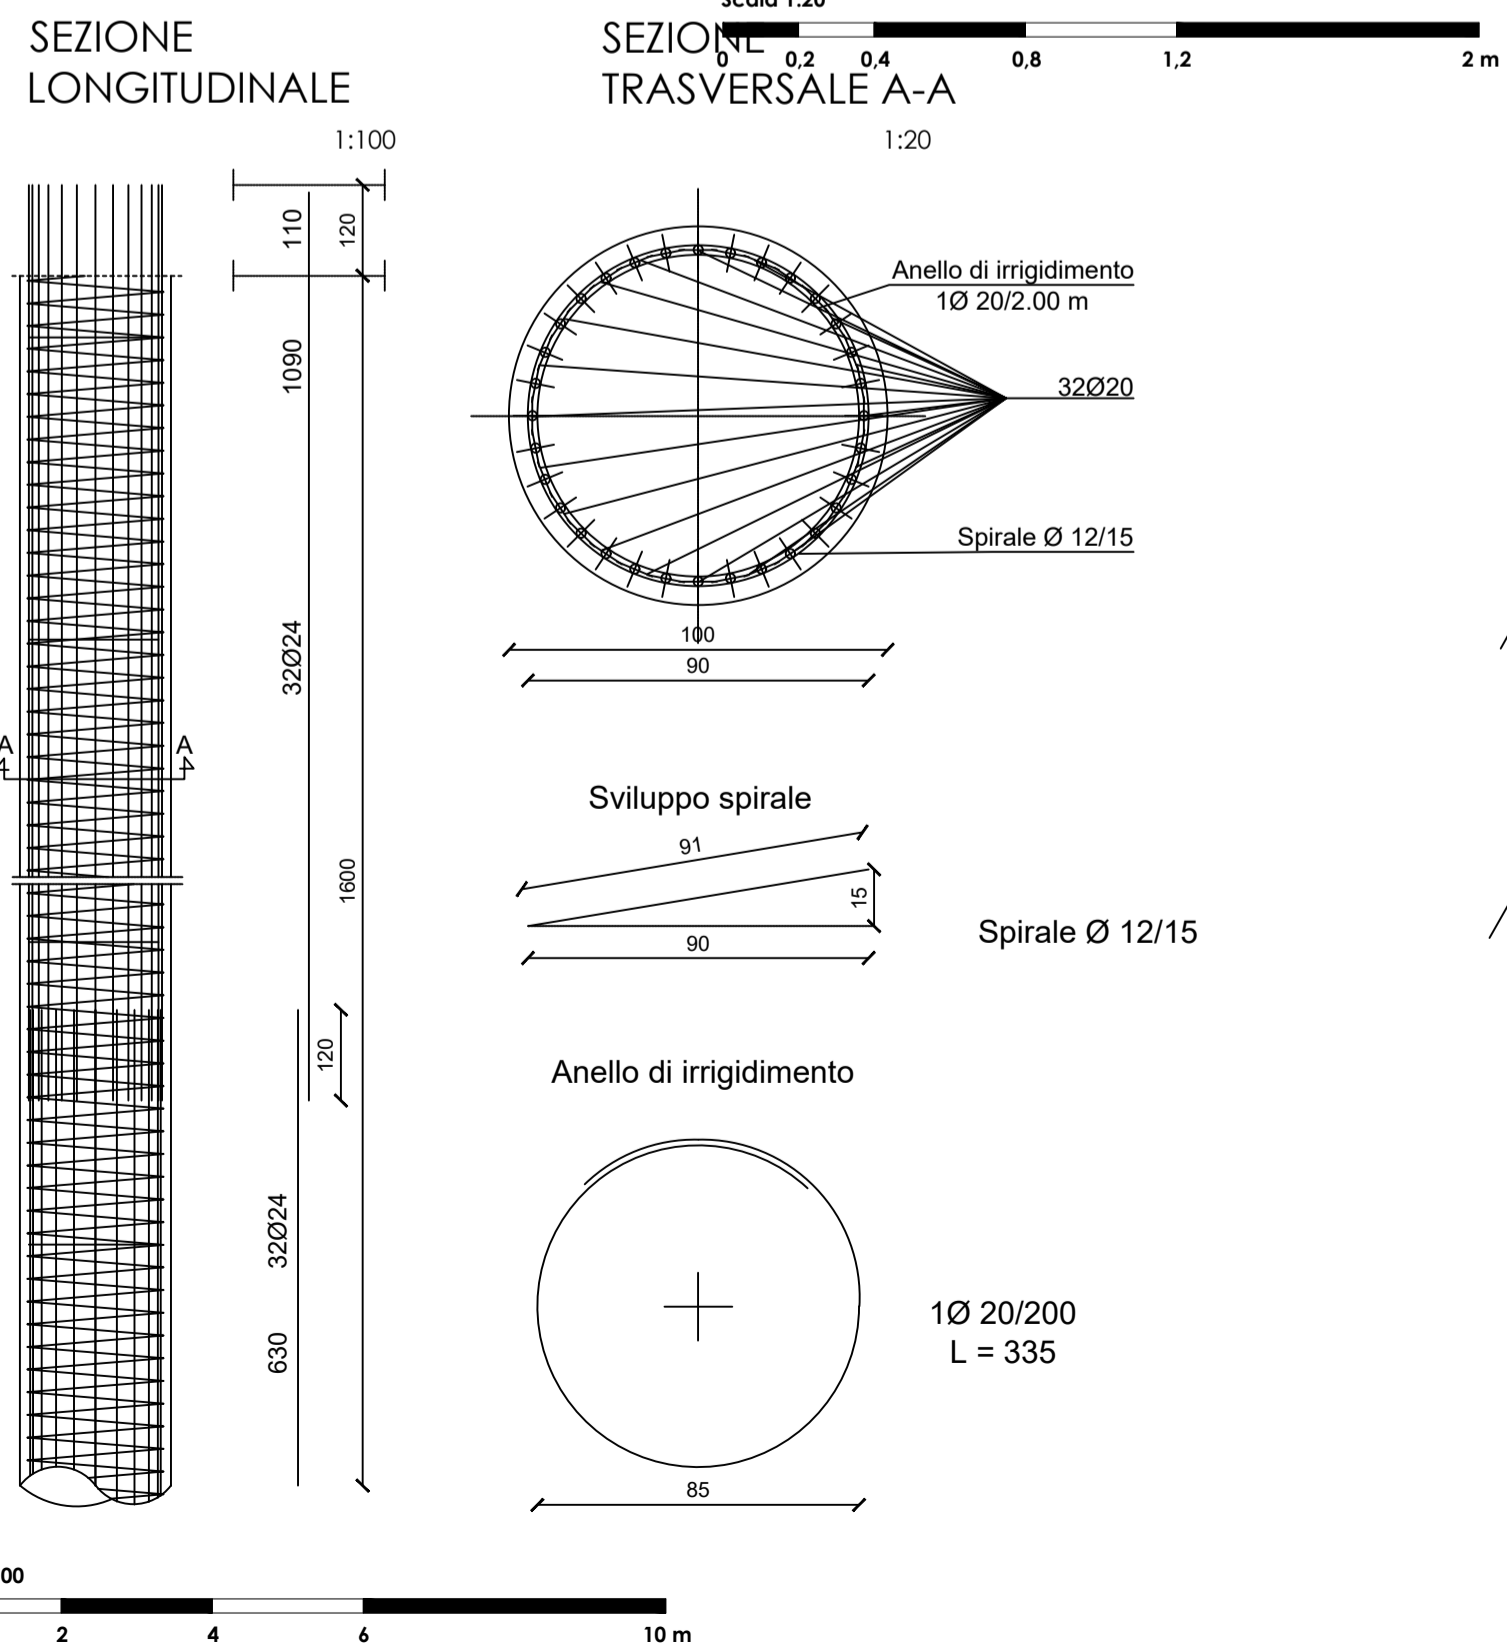 Scala 1:20
SEZIONE
LONGITUDINALE
1:100
SEZIONE
TRASVERSALE A-A
1:20
0 0,2 0,4 0,8 1,2 2 m
110
120
1090
32Ø24
1600
120
32Ø24
630
A
A
Anello di irrigidimento
1Ø 20/2.00 m
32Ø20
Spirale Ø 12/15
100
90
Sviluppo spirale
91
15
90
Spirale Ø 12/15
Anello di irrigidimento
1Ø 20/200
L = 335
85
00
2 4 6 10 m